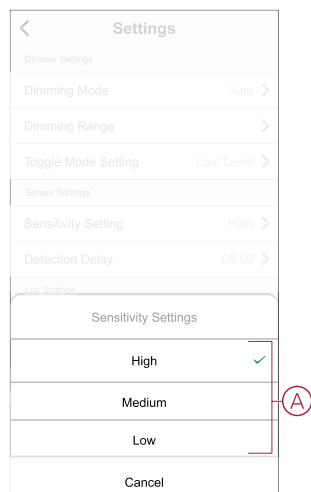 Settings
Dimmer Settings
Dimming Mode Auto
Dimming Range
Toggle Mode Setting Last Level
Sensor Settings
Sensitivity Setting High
Detection Delay 05:00
Lux Settings
Sensitivity Settings
High
Medium
A
Low
Cancel